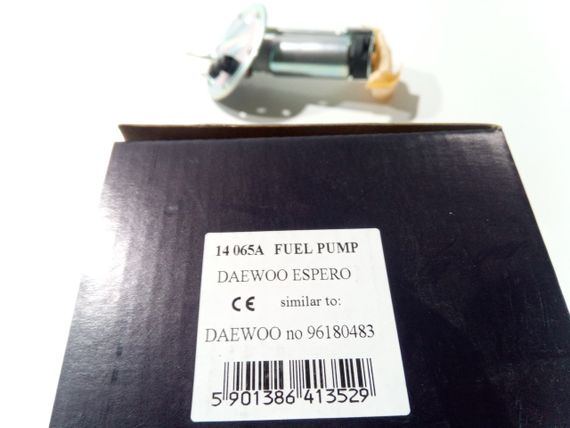 14 065A FUEL PUMP
DAEWOO ESPERO
CE similar to:
DAEWOO no 96180483
5 901386 413529